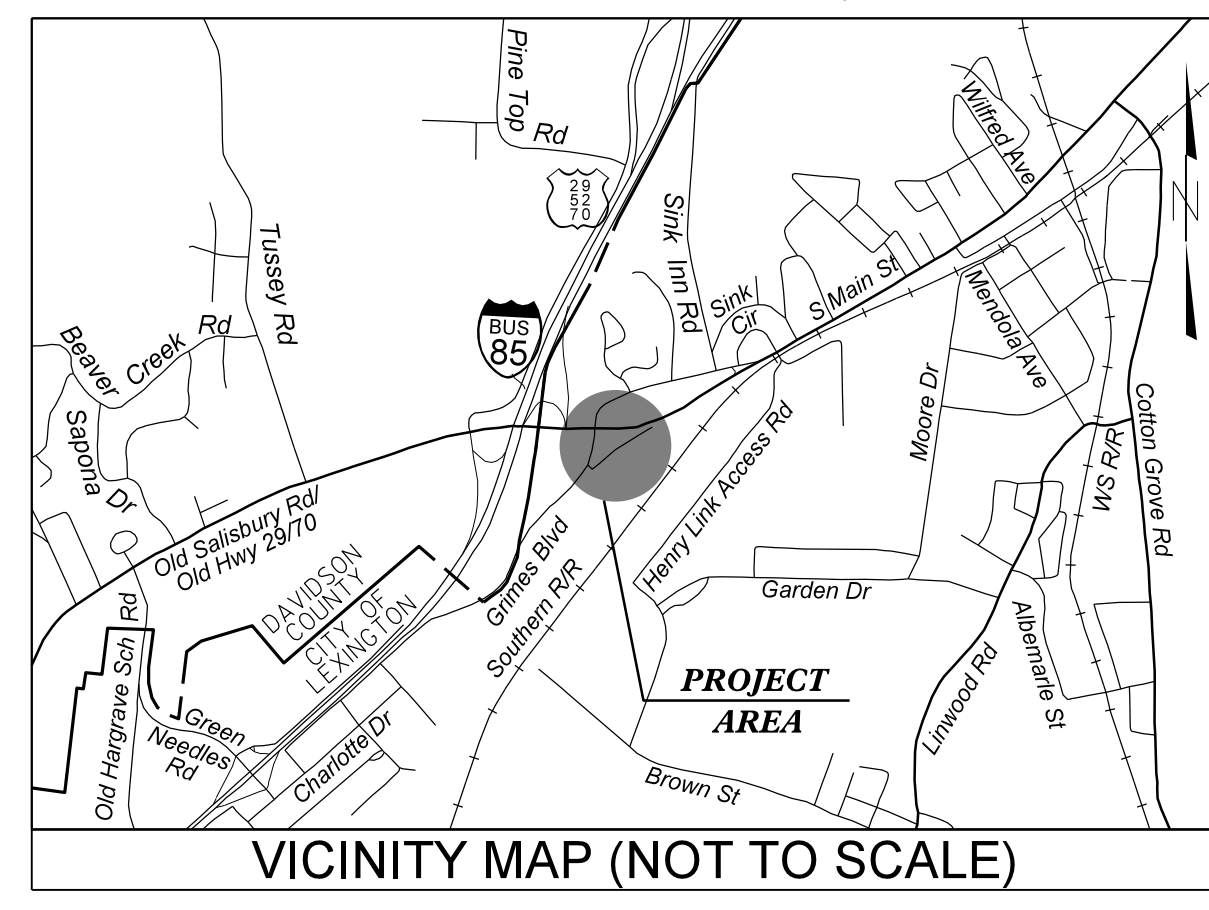 Pine Top
Rd
29
52
70
Wilfred Ave
N
Sink Inn Rd
Tussey Rd
Sink
Cir
S Main St
Mendola Ave
BUS
85
Beaver
Creek
Rd
Sapona
Dr
Moore Dr
Cotton Grove Rd
WS R/R
Henry Link Access Rd
Old Salisbury Rd/
Old Hwy 29/70
DAVIDSON
COUNTY
CITY OF
LEXINGTON
Grimes Blvd
Southern R/R
Garden Dr
Albemarle St
Linwood Rd
Old Hargrave Sch Rd
Green
Needles
Rd
Charlotte Dr
PROJECT
AREA
Brown St
VICINITY MAP (NOT TO SCALE)